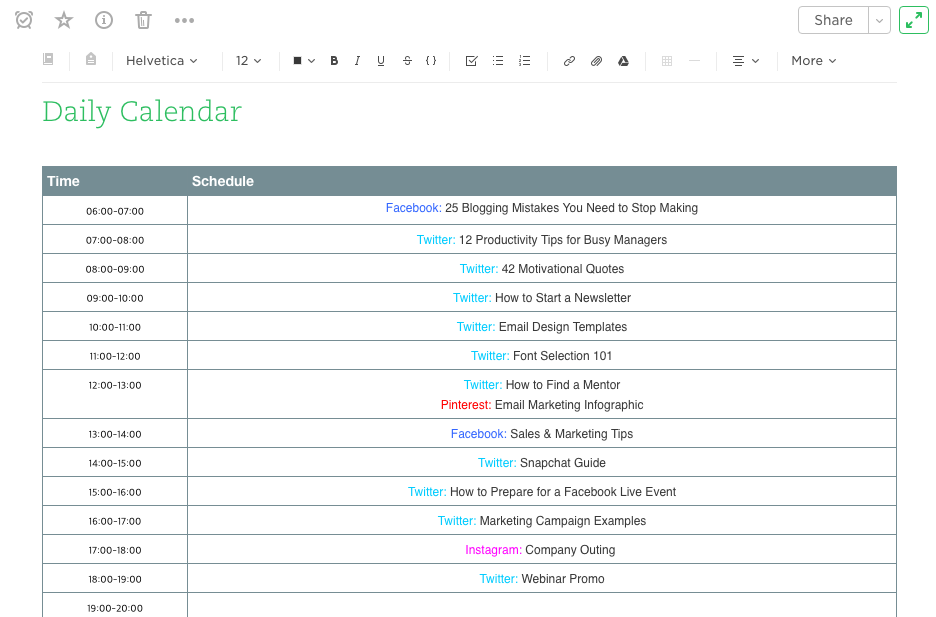 Share
Helvetica 12 B I U S {} More
Daily Calendar
Time Schedule
06:00-07:00 Facebook: 25 Blogging Mistakes You Need to Stop Making
07:00-08:00 Twitter: 12 Productivity Tips for Busy Managers
08:00-09:00 Twitter: 42 Motivational Quotes
09:00-10:00 Twitter: How to Start a Newsletter
10:00-11:00 Twitter: Email Design Templates
11:00-12:00 Twitter: Font Selection 101
12:00-13:00 Twitter: How to Find a Mentor
Pinterest: Email Marketing Infographic
13:00-14:00 Facebook: Sales & Marketing Tips
14:00-15:00 Twitter: Snapchat Guide
15:00-16:00 Twitter: How to Prepare for a Facebook Live Event
16:00-17:00 Twitter: Marketing Campaign Examples
17:00-18:00 Instagram: Company Outing
18:00-19:00 Twitter: Webinar Promo
19:00-20:00